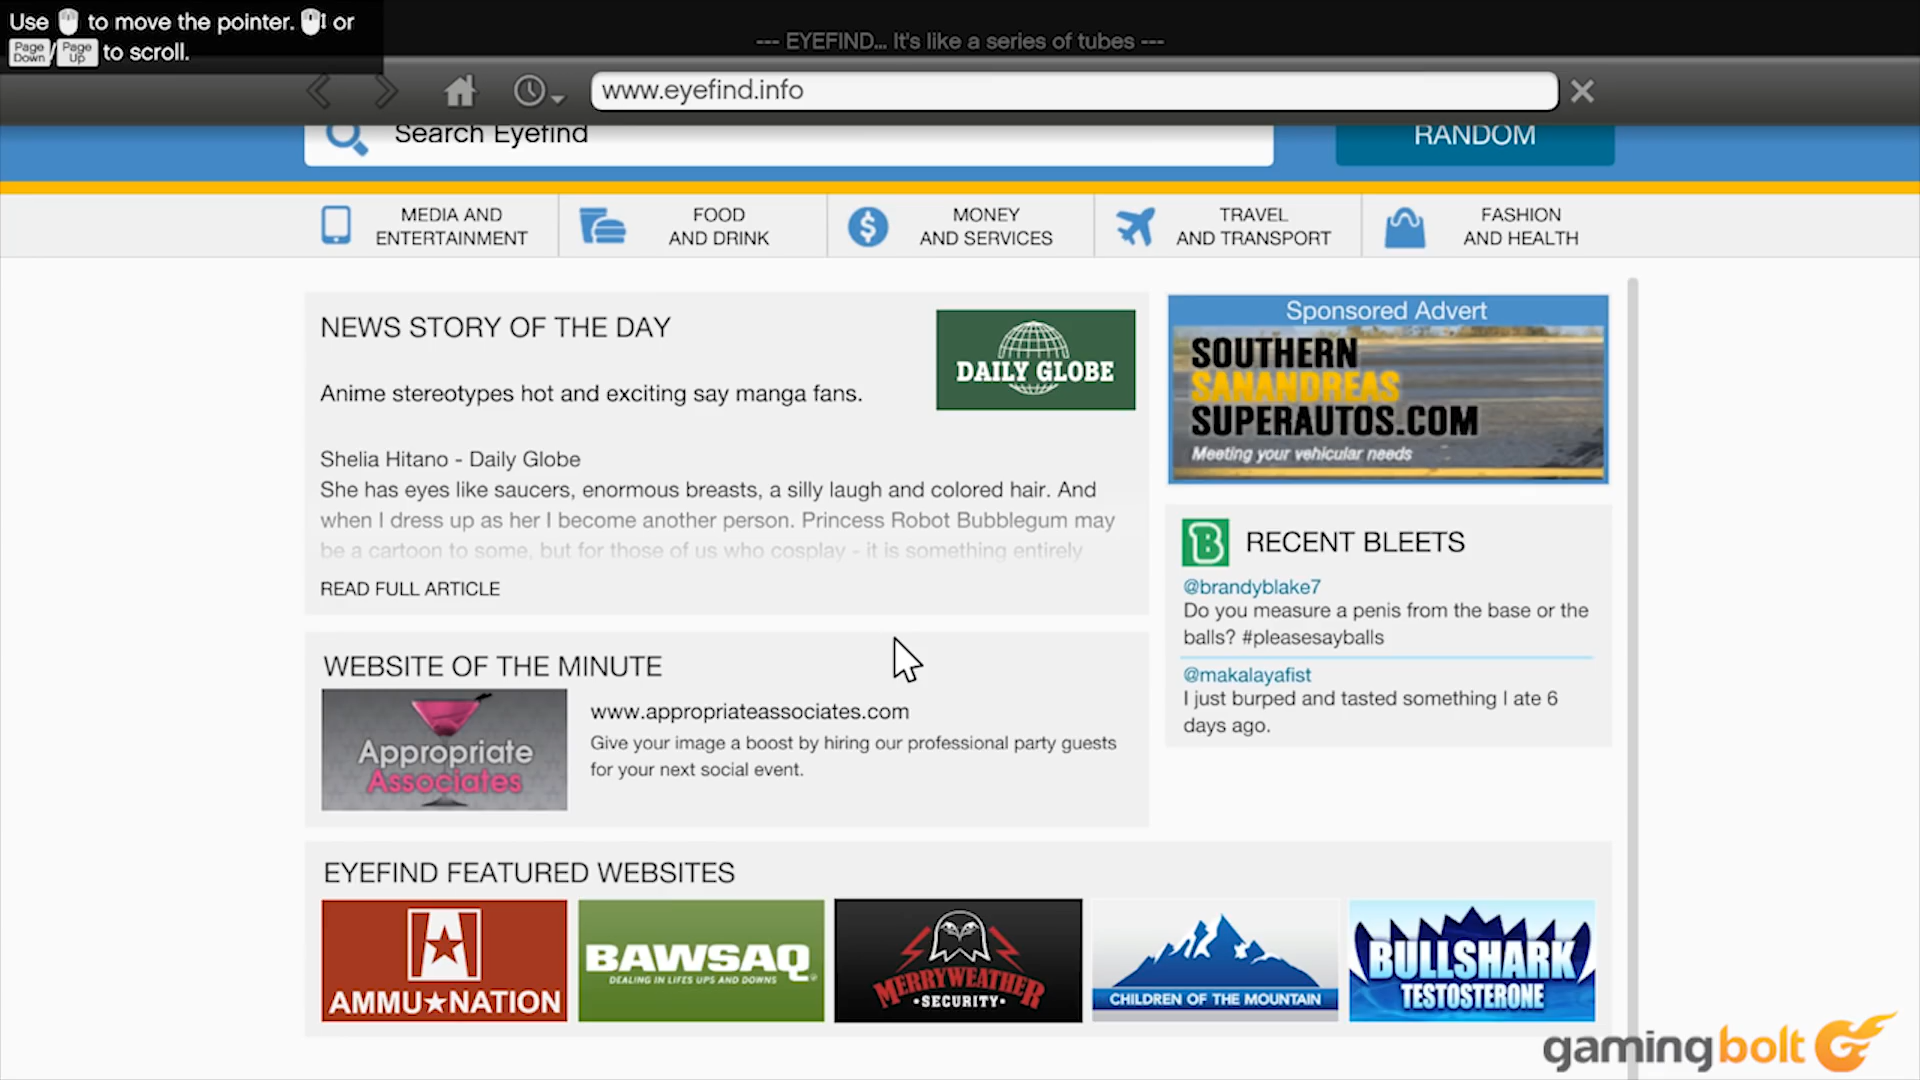 Use to move the pointer. or
Page Down / Page Up to scroll.
--- EYEFIND... It's like a series of tubes ---
www.eyefind.info
Search Eyefind
RANDOM
MEDIA AND
ENTERTAINMENT
FOOD
AND DRINK
MONEY
AND SERVICES
TRAVEL
AND TRANSPORT
FASHION
AND HEALTH
NEWS STORY OF THE DAY
DAILY GLOBE
Anime stereotypes hot and exciting say manga fans.
Shelia Hitano - Daily Globe
She has eyes like saucers, enormous breasts, a silly laugh and colored hair. And
when I dress up as her I become another person. Princess Robot Bubblegum may
be a cartoon to some, but for those of us who cosplay - it is something entirely
READ FULL ARTICLE
Sponsored Advert
SOUTHERN
SANANDREAS
SUPERAUTOS.COM
Meeting your vehicular needs
B RECENT BLEETS
@brandyblake7
Do you measure a penis from the base or the
balls? #pleasesayballs
@makalayafist
I just burped and tasted something I ate 6
days ago.
WEBSITE OF THE MINUTE
Appropriate
Associates
www.appropriateassociates.com
Give your image a boost by hiring our professional party guests
for your next social event.
EYEFIND FEATURED WEBSITES
AMMU★NATION
BAWSAQ
DEALING IN LIFE'S UPS AND DOWNS
MERRYWEATHER
•SECURITY•
CHILDREN OF THE MOUNTAIN
BULLSHARK
TESTOSTERONE
gamingbolt